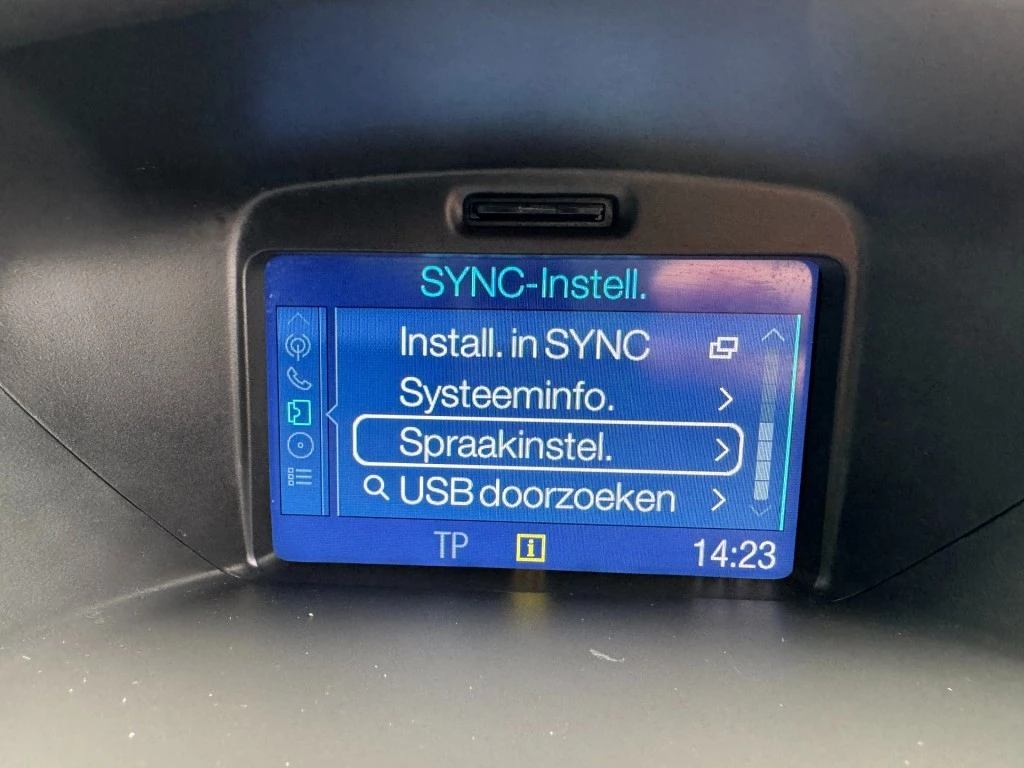 SYNC-Instell.
Install. in SYNC
Systeeminfo.
Spraakinstel.
USB doorzoeken
TP
i
14:23